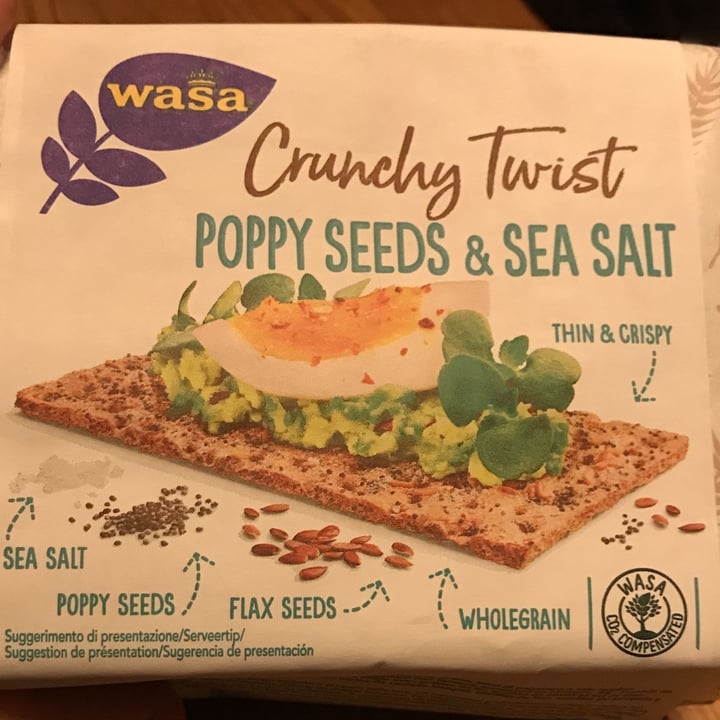 wasa
Crunchy Twist
POPPY SEEDS & SEA SALT
THIN & CRISPY
SEA SALT
POPPY SEEDS
FLAX SEEDS
WHOLEGRAIN
WASA
CO2 COMPENSATED
Suggerimento di presentazione/Serveertip/
Suggestion de présentation/Sugerencia de presentación